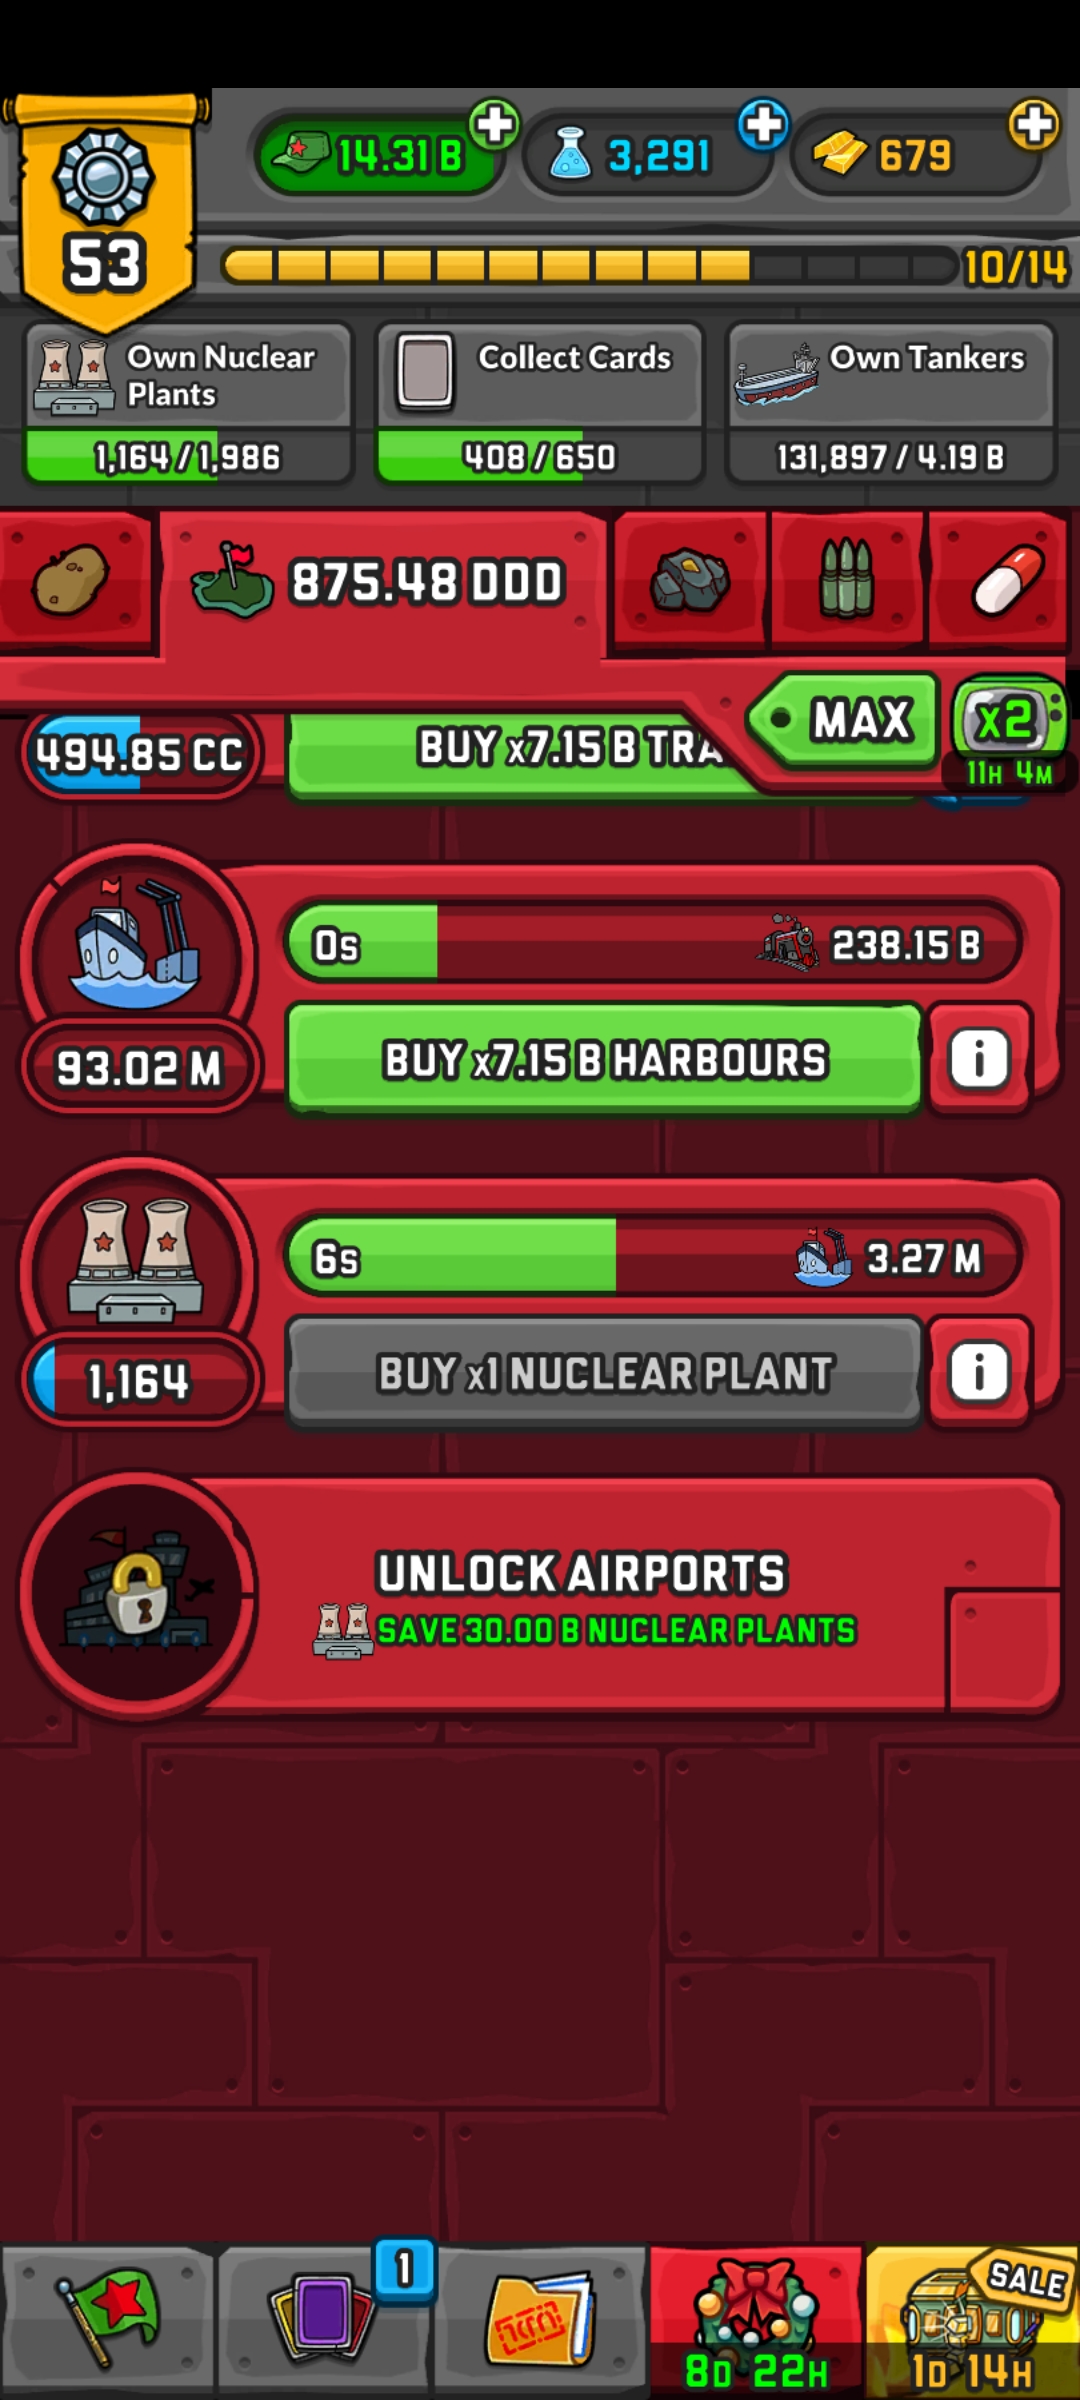 14.31 B
3,291
679
53
10/14
Own Nuclear
Plants
1,164 / 1,986
Collect Cards
408 / 650
Own Tankers
131,897 / 4.19 B
875.48 DDD
MAX
x2
11H 4M
494.85 CC
BUY x7.15 B TRA
0s
238.15 B
93.02 M
BUY x7.15 B HARBOURS
i
6s
3.27 M
1,164
BUY x1 NUCLEAR PLANT
i
UNLOCK AIRPORTS
SAVE 30.00 B NUCLEAR PLANTS
1
SALE
8D 22H
1D 14H